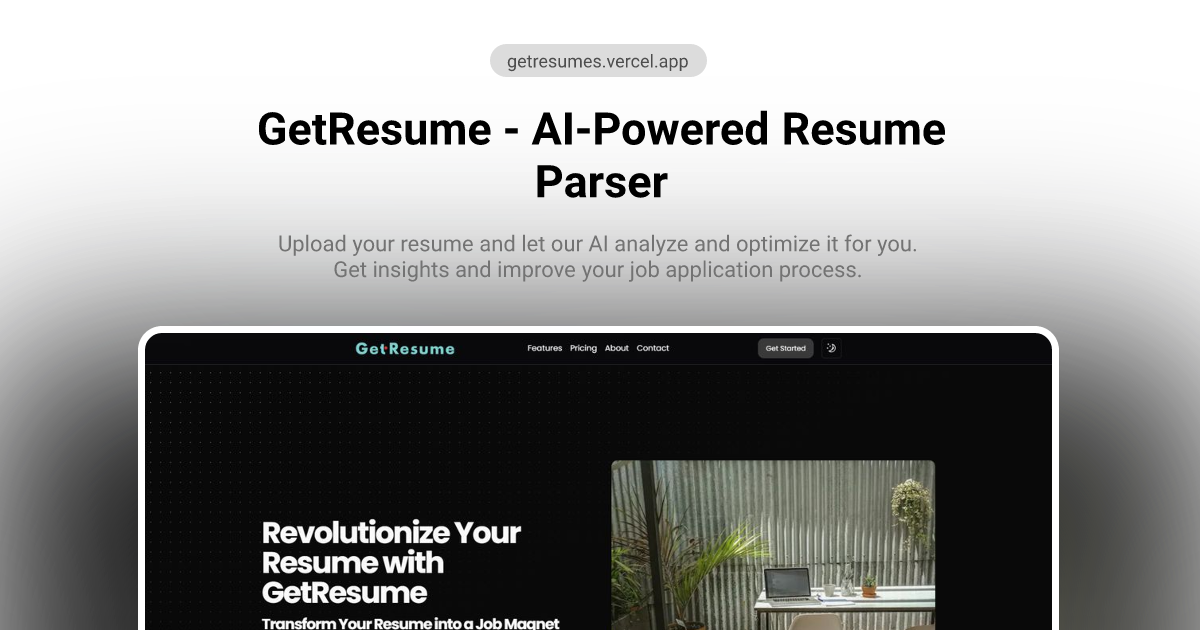 getresumes.vercel.app
GetResume - AI-Powered Resume
Parser
Upload your resume and let our AI analyze and optimize it for you.
Get insights and improve your job application process.
GetResume
Features Pricing About Contact
Get Started
Revolutionize Your
Resume with
GetResume
Transform Your Resume into a Job Magnet